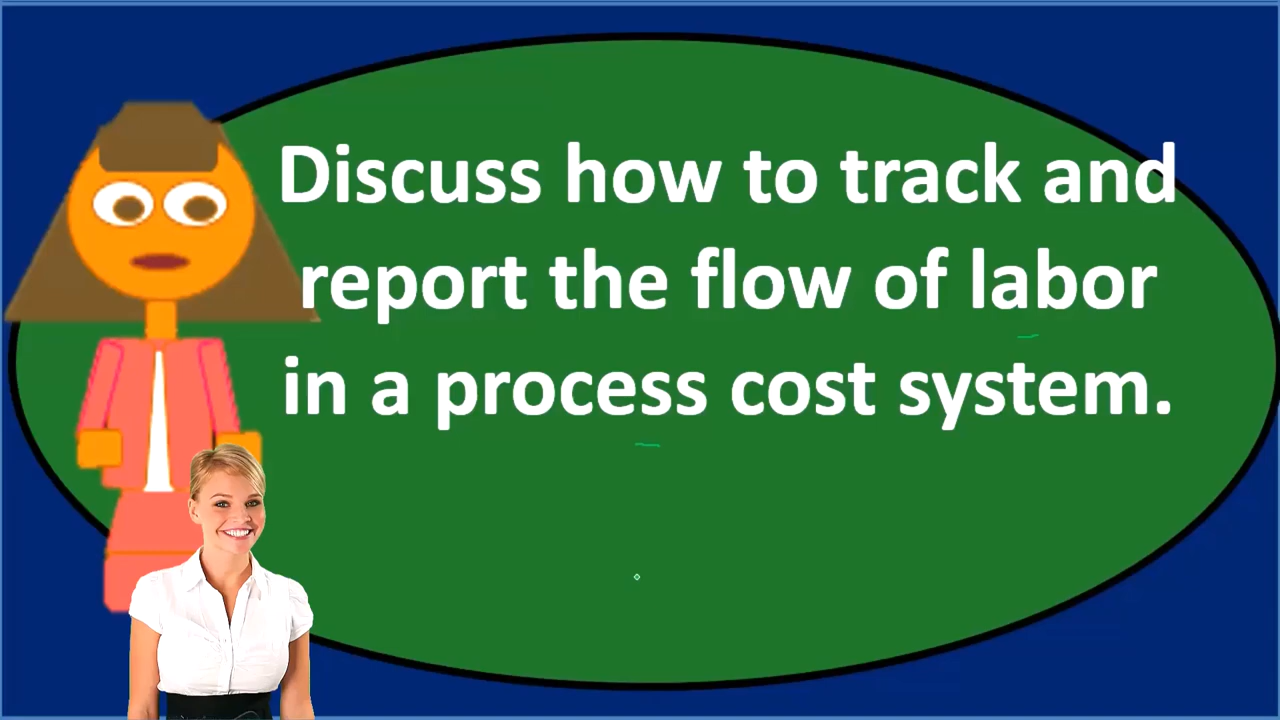 Discuss how to track and
report the flow of labor
in a process cost system.